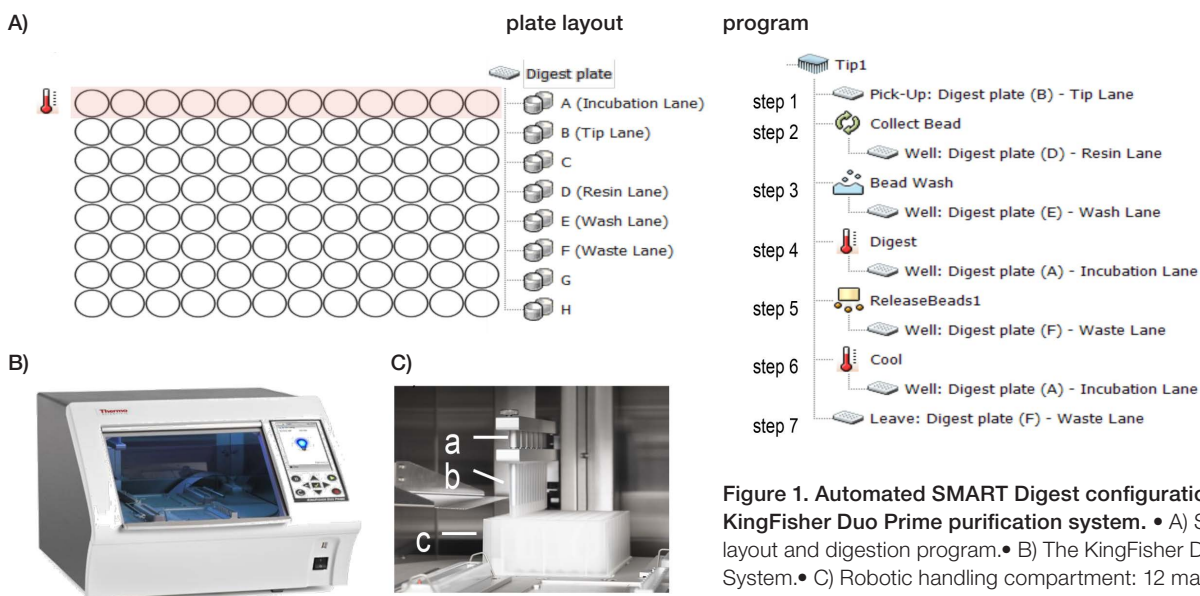 A)
plate layout
program
Digest plate
A (Incubation Lane)
B (Tip Lane)
C
D (Resin Lane)
E (Wash Lane)
F (Waste Lane)
G
H
Tip1
step 1 Pick-Up: Digest plate (B) - Tip Lane
step 2 Collect Bead
Well: Digest plate (D) - Resin Lane
step 3 Bead Wash
Well: Digest plate (E) - Wash Lane
step 4 Digest
Well: Digest plate (A) - Incubation Lane
step 5 ReleaseBeads1
Well: Digest plate (F) - Waste Lane
step 6 Cool
Well: Digest plate (A) - Incubation Lane
step 7 Leave: Digest plate (F) - Waste Lane
B)
Thermo
C)
a
b
c
Figure 1. Automated SMART Digest configuratio
KingFisher Duo Prime purification system. • A) S
layout and digestion program.• B) The KingFisher D
System.• C) Robotic handling compartment: 12 ma